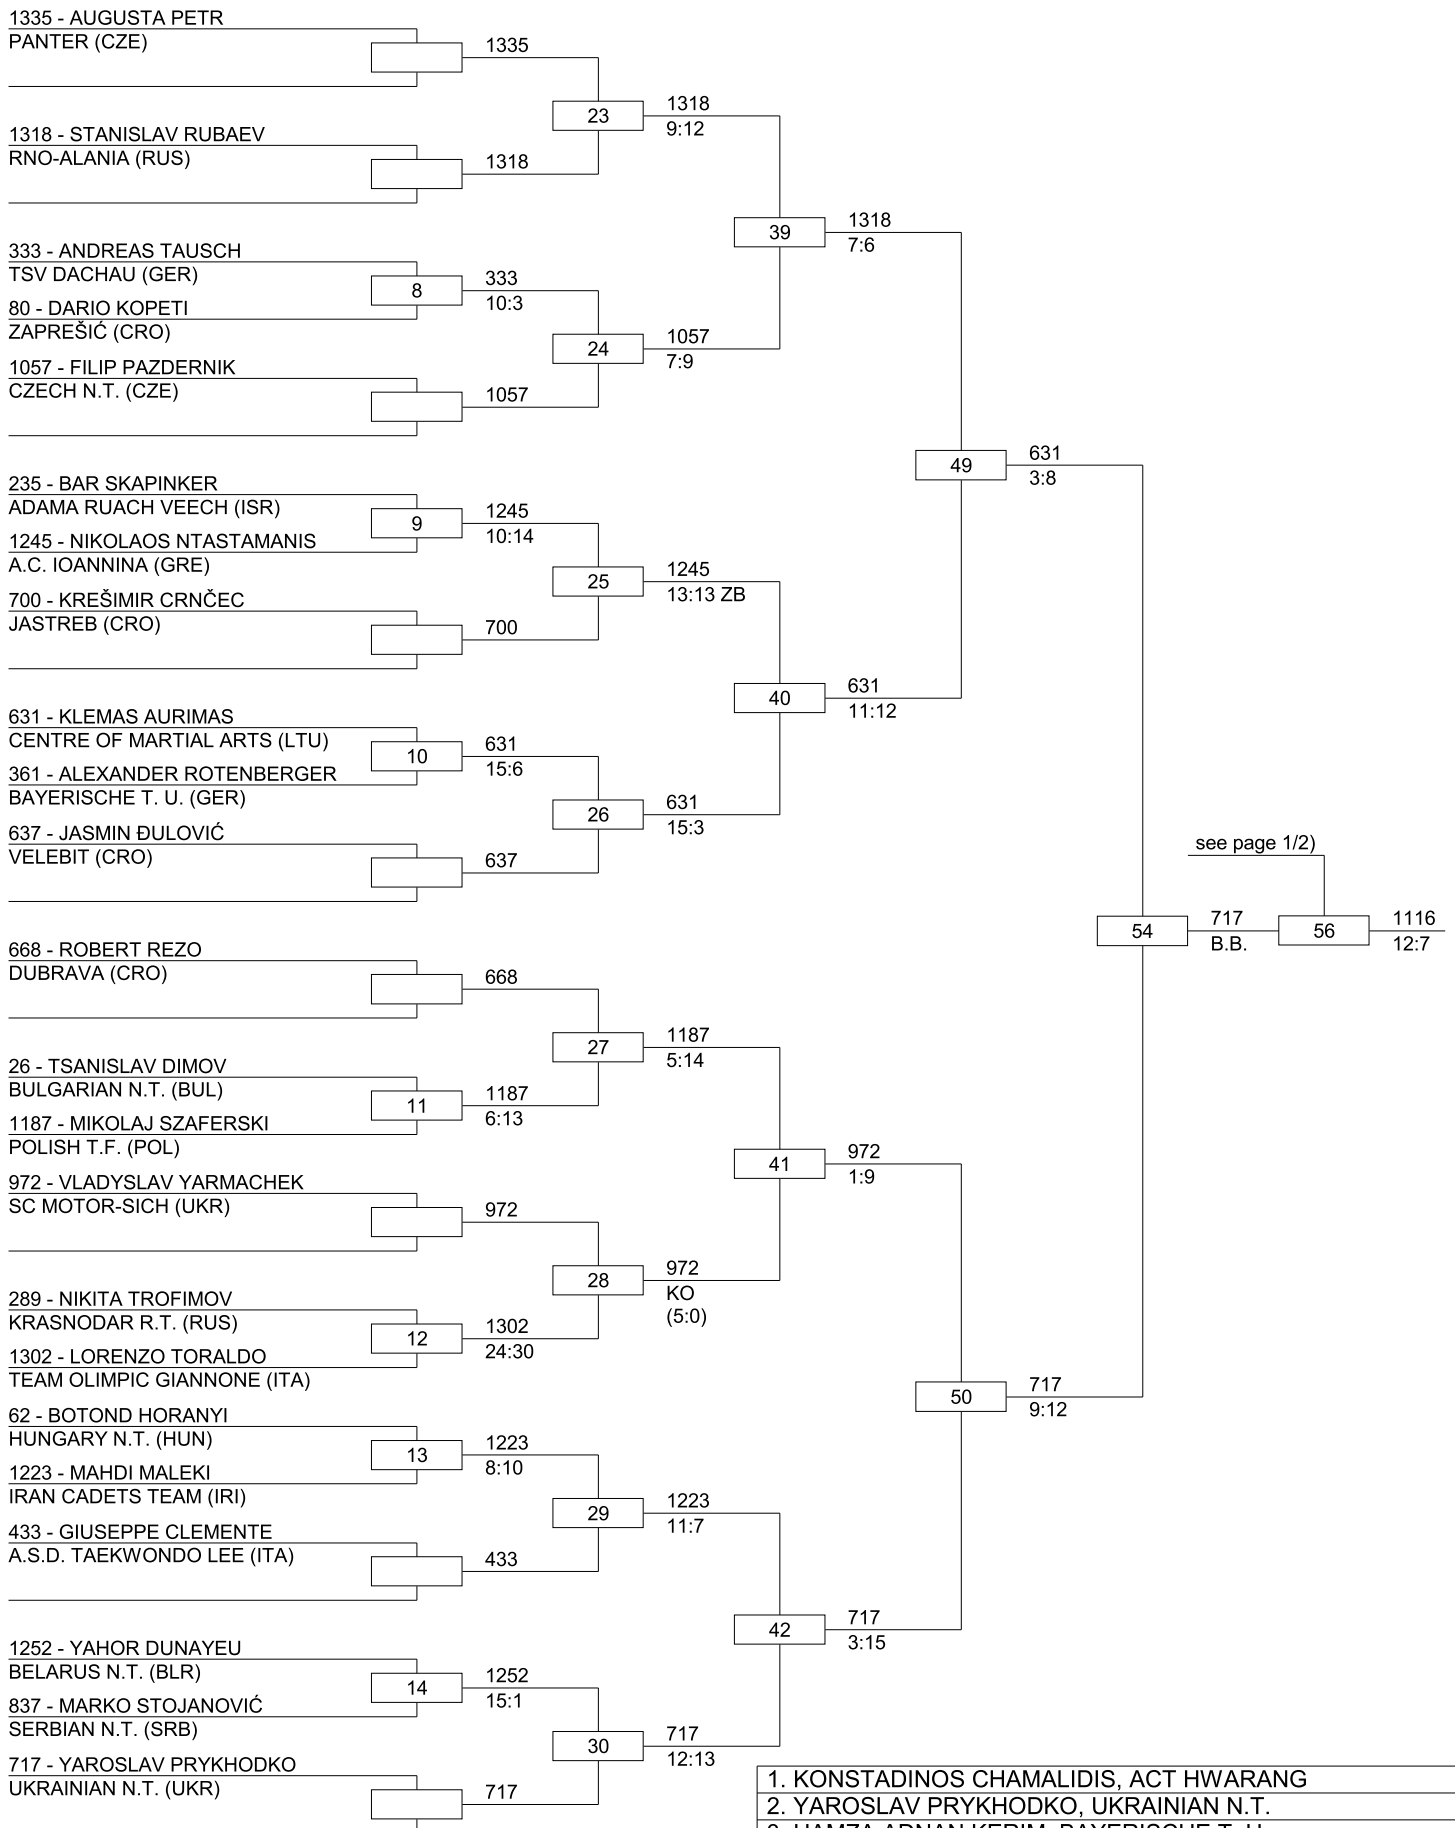 1335 - AUGUSTA PETR
PANTER (CZE)
1335
23
1318
9:12
1318 - STANISLAV RUBAEV
RNO-ALANIA (RUS)
1318
39
1318
7:6
333 - ANDREAS TAUSCH
TSV DACHAU (GER)
8
333
10:3
80 - DARIO KOPETI
ZAPREŠIĆ (CRO)
24
1057
7:9
1057 - FILIP PAZDERNIK
CZECH N.T. (CZE)
1057
49
631
3:8
235 - BAR SKAPINKER
ADAMA RUACH VEECH (ISR)
9
1245
10:14
1245 - NIKOLAOS NTASTAMANIS
A.C. IOANNINA (GRE)
25
1245
13:13 ZB
700 - KREŠIMIR CRNČEC
JASTREB (CRO)
700
40
631
11:12
631 - KLEMAS AURIMAS
CENTRE OF MARTIAL ARTS (LTU)
10
631
15:6
361 - ALEXANDER ROTENBERGER
BAYERISCHE T. U. (GER)
26
631
15:3
637 - JASMIN ĐULOVIĆ
VELEBIT (CRO)
637
see page 1/2)
54
717
B.B.
56
1116
12:7
668 - ROBERT REZO
DUBRAVA (CRO)
668
27
1187
5:14
26 - TSANISLAV DIMOV
BULGARIAN N.T. (BUL)
11
1187
6:13
1187 - MIKOLAJ SZAFERSKI
POLISH T.F. (POL)
41
972
1:9
972 - VLADYSLAV YARMACHEK
SC MOTOR-SICH (UKR)
972
28
972
KO
(5:0)
289 - NIKITA TROFIMOV
KRASNODAR R.T. (RUS)
12
1302
24:30
1302 - LORENZO TORALDO
TEAM OLIMPIC GIANNONE (ITA)
50
717
9:12
62 - BOTOND HORANYI
HUNGARY N.T. (HUN)
13
1223
8:10
1223 - MAHDI MALEKI
IRAN CADETS TEAM (IRI)
29
1223
11:7
433 - GIUSEPPE CLEMENTE
A.S.D. TAEKWONDO LEE (ITA)
433
42
717
3:15
1252 - YAHOR DUNAYEU
BELARUS N.T. (BLR)
14
1252
15:1
837 - MARKO STOJANOVIĆ
SERBIAN N.T. (SRB)
30
717
12:13
717 - YAROSLAV PRYKHODKO
UKRAINIAN N.T. (UKR)
717
1. KONSTADINOS CHAMALIDIS, ACT HWARANG
2. YAROSLAV PRYKHODKO, UKRAINIAN N.T.
3. HAMZA ADNAN KERIM, BAYERISCHE T. U.